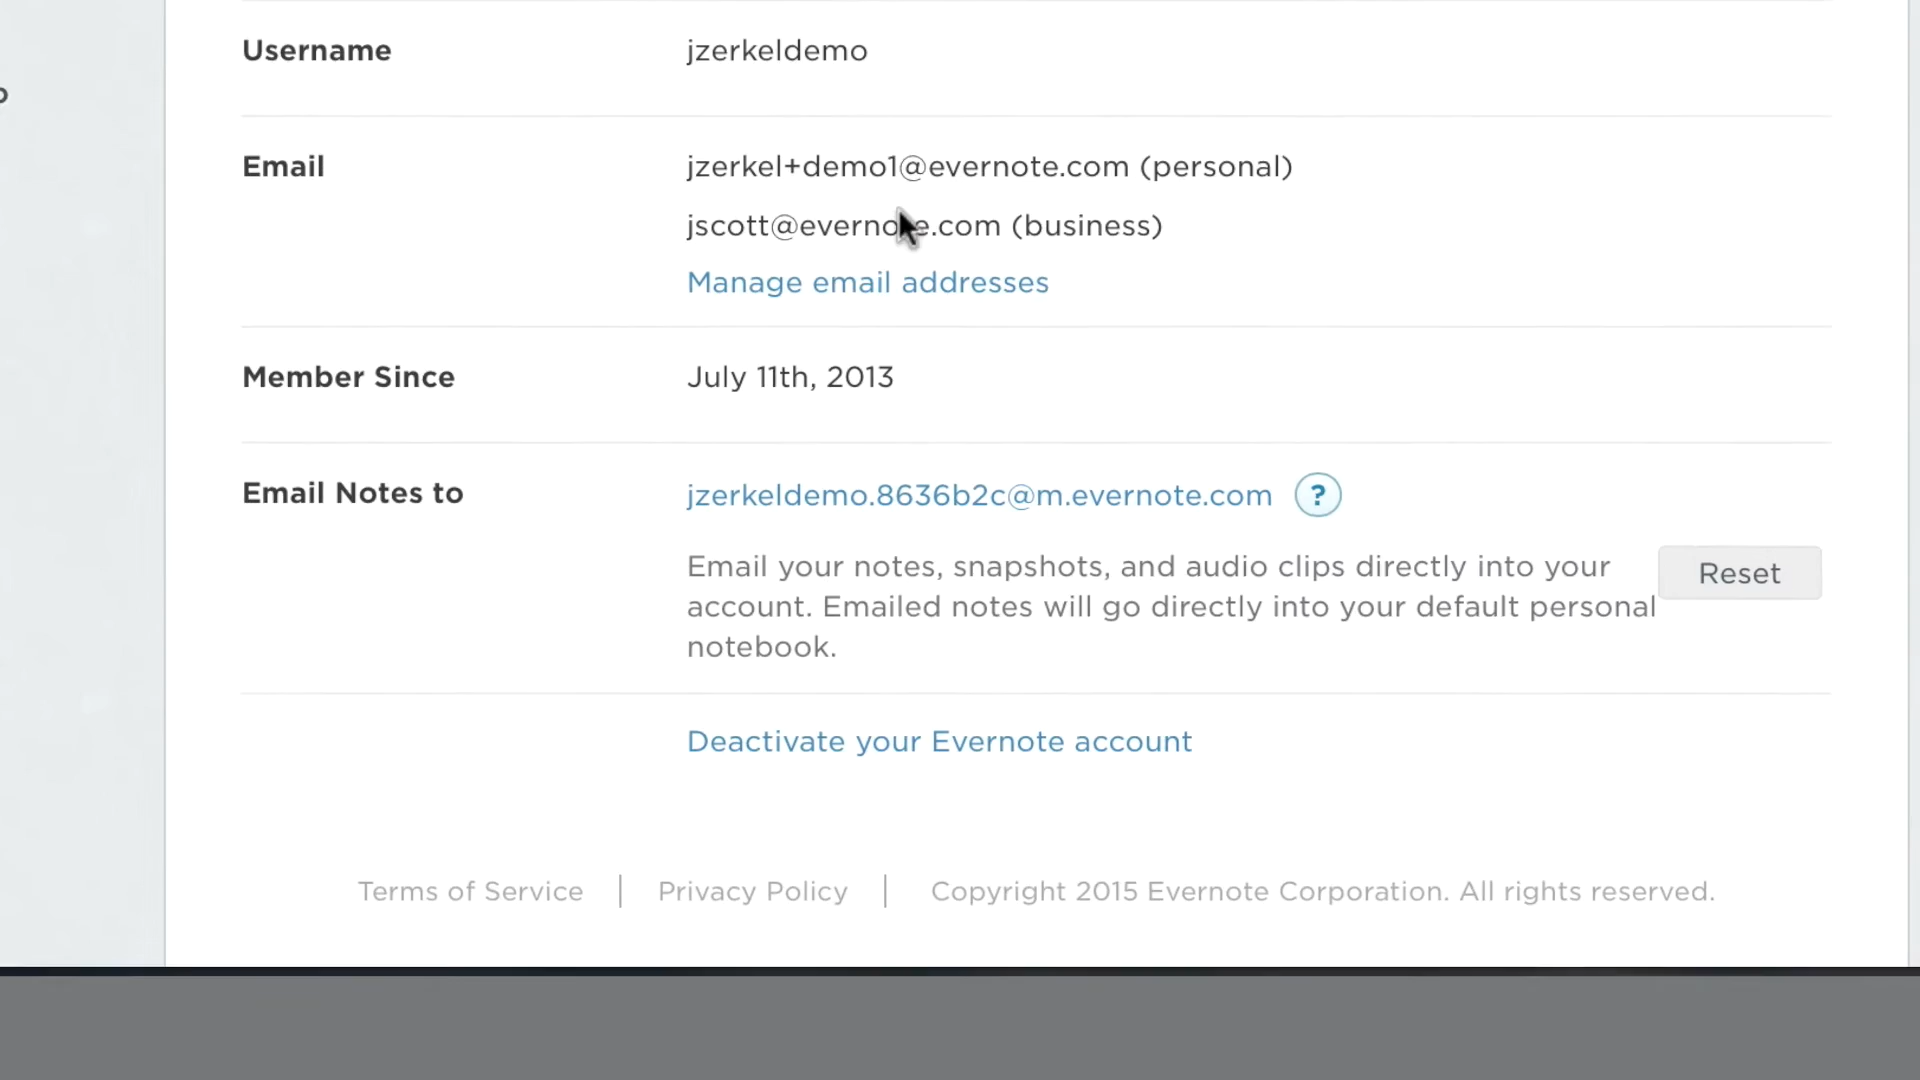 Username
jzerkeldemo
Email
jzerkel+demo1@evernote.com (personal)
jscott@evernote.com (business)
Manage email addresses
Member Since
July 11th, 2013
Email Notes to
jzerkeldemo.8636b2c@m.evernote.com ?
Email your notes, snapshots, and audio clips directly into your
account. Emailed notes will go directly into your default personal
notebook.
Reset
Deactivate your Evernote account
Terms of Service | Privacy Policy | Copyright 2015 Evernote Corporation. All rights reserved.